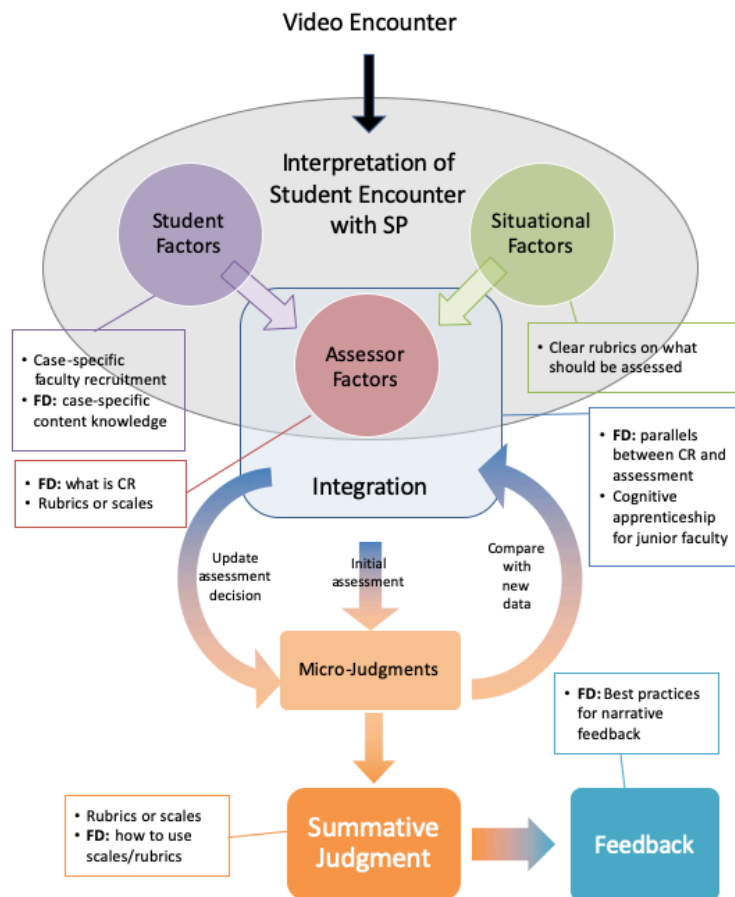 Video Encounter
Interpretation of
Student Encounter
with SP
Student
Factors
Situational
Factors
Assessor
Factors
• Case-specific
faculty recruitment
• FD: case-specific
content knowledge
• Clear rubrics on what
should be assessed
• FD: what is CR
• Rubrics or scales
• FD: parallels
between CR and
assessment
• Cognitive
apprenticeship
for junior faculty
Integration
Update
assessment
decision
Initial
assessment
Compare
with
new
data
Micro-Judgments
• FD: Best practices
for narrative
feedback
• Rubrics or scales
• FD: how to use
scales/rubrics
Summative
Judgment
Feedback